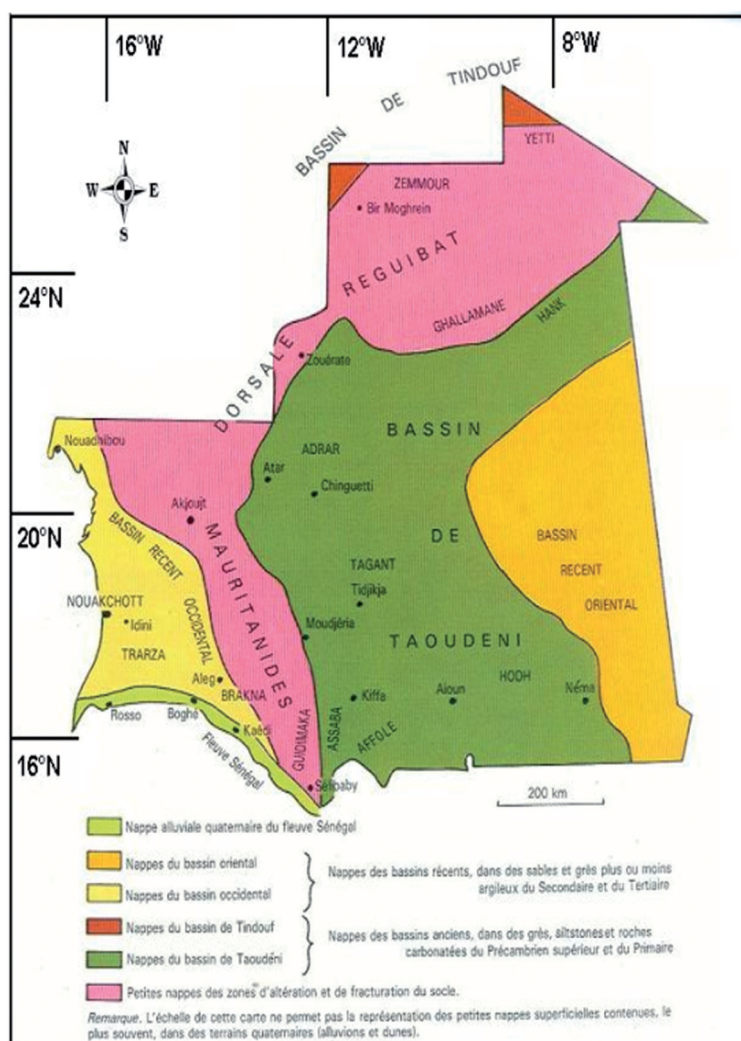 16°W
12°W
8°W
BASSIN DE TINDOUF
N
W E
S
YETTI
ZEMMOUR
Bir Moghrein
24°N
DORSALE REGUIBAT
GHALLAMANE
HANK
Zouérate
Nouadhibou
BASSIN
ADRAR
Atar
Chinguetti
Akjoujt
20°N
DE
BASSIN
RECENT
ORIENTAL
BASSIN RECENT OCCIDENTAL
MAURITANIDES
TAGANT
Tidjikja
NOUAKCHOTT
Idini
Moudjéria
TAOUDENI
TRARZA
Aleg
BRAKNA
HODH
Kiffa
Aioun
Néma
Rosso
Boghé
Kaédi
GUIDIMAKA
ASSABA
AFFOLE
16°N
Fleuve Sénégal
Sélibaby
200 km
Nappe alluviale quaternaire du fleuve Sénégal
Nappes du bassin oriental
Nappes du bassin occidental
Nappes des bassins récents, dans des sables et grès plus ou moins
argileux du Secondaire et du Tertiaire
Nappes du bassin de Tindouf
Nappes du bassin de Taoudéni
Nappes des bassins anciens, dans des grès, siltstones et roches
carbonatées du Précambrien supérieur et du Primaire
Petites nappes des zones d'altération et de fracturation du socle.
Remarque. L'échelle de cette carte ne permet pas la représentation des petites nappes superficielles contenues, le
plus souvent, dans des terrains quaternaires (alluvions et dunes).